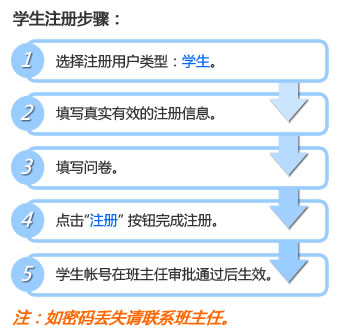 学生注册步骤：
1 选择注册用户类型：学生。
2 填写真实有效的注册信息。
3 填写问卷。
4 点击“注册” 按钮完成注册。
5 学生帐号在班主任审批通过后生效。
注：如密码丢失请联系班主任。